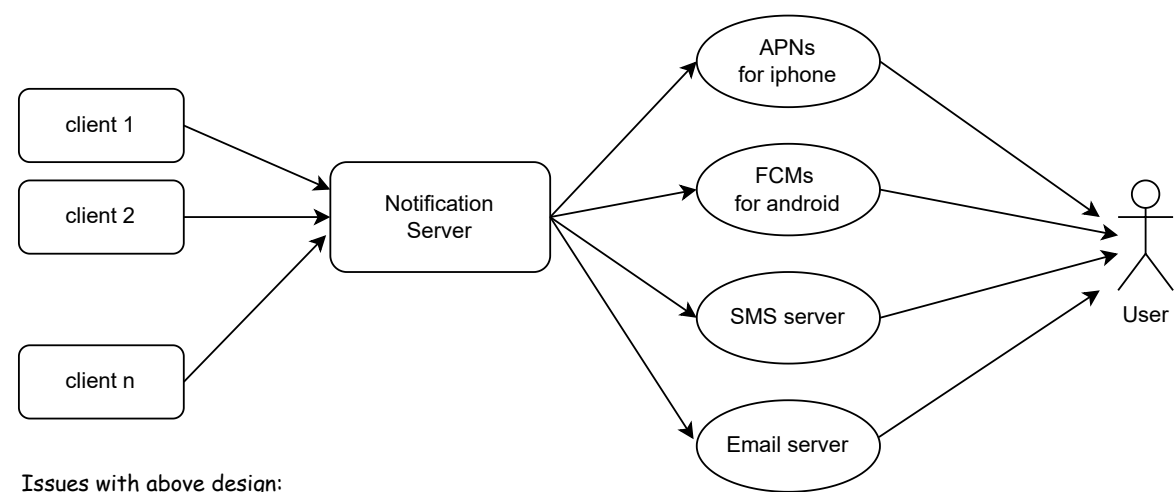 APNs
for iphone
client 1
FCMs
for android
client 2
Notification
Server
SMS server
User
client n
Email server
Issues with above design: